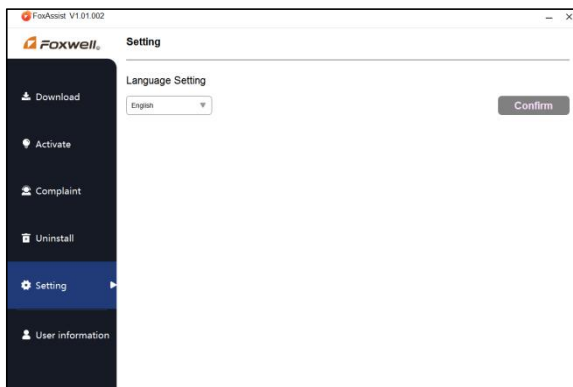 FoxAssist V1.01.002
FOXWELL®
Setting
Language Setting
English
Confirm
Download
Activate
Complaint
Uninstall
Setting
User information